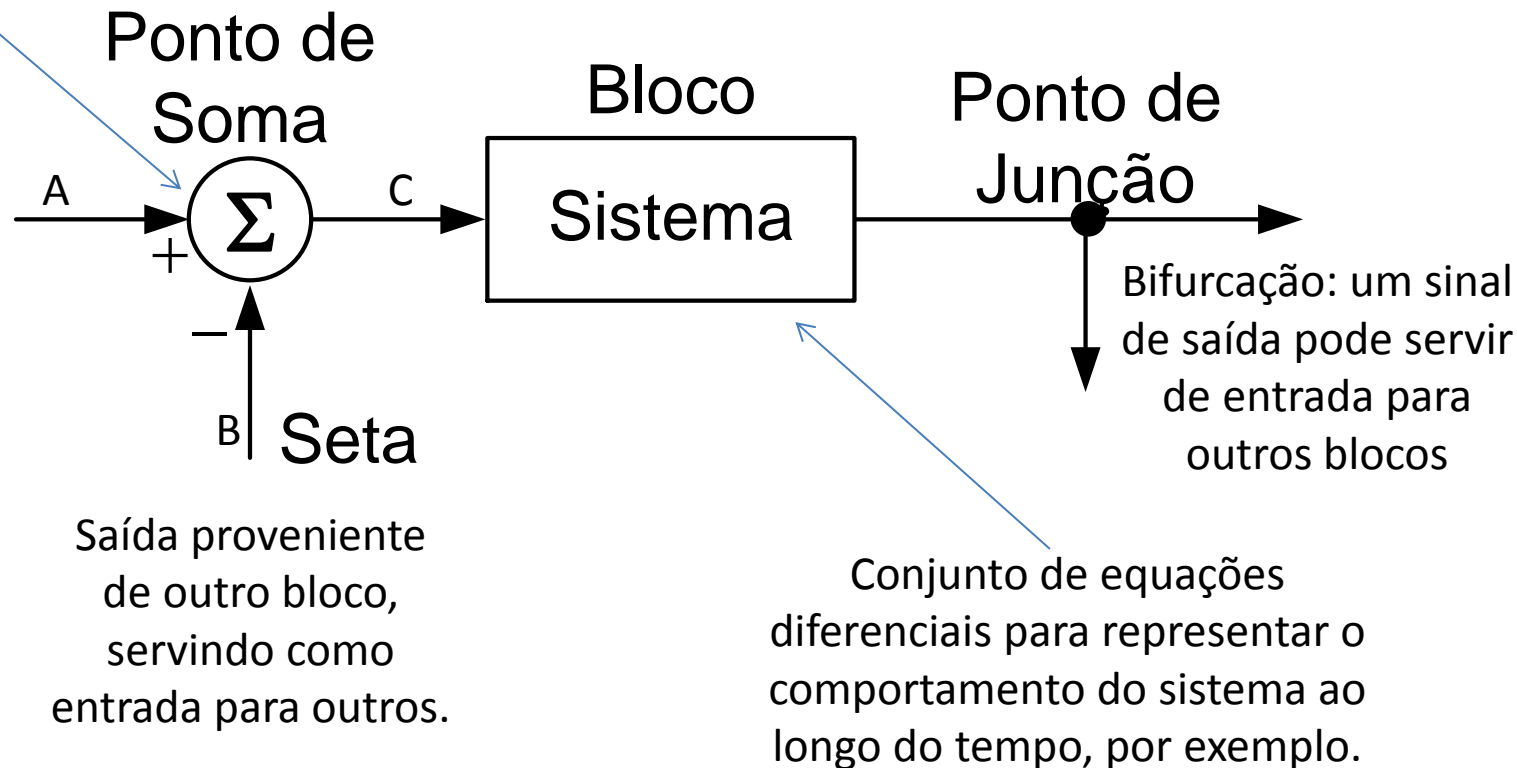 Ponto de
Soma
Bloco
Ponto de
Junção
A
+
Σ
C
Sistema
−
B
Seta
Bifurcação: um sinal
de saída pode servir
de entrada para
outros blocos
Saída proveniente
de outro bloco,
servindo como
entrada para outros.
Conjunto de equações
diferenciais para representar o
comportamento do sistema ao
longo do tempo, por exemplo.